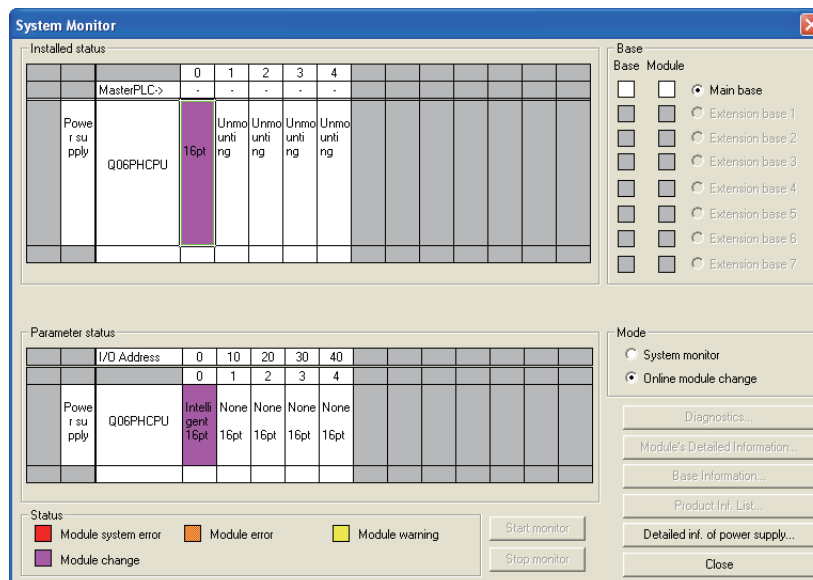 System Monitor
Installed status
0 1 2 3 4
MasterPLC-> - - - - -
Powe
r su
pply
Q06PHCPU
16pt
Unmo
unti
ng
Unmo
unti
ng
Unmo
unti
ng
Unmo
unti
ng
Base
Base Module
Main base
Extension base 1
Extension base 2
Extension base 3
Extension base 4
Extension base 5
Extension base 6
Extension base 7
Parameter status
I/O Address 0 10 20 30 40
0 1 2 3 4
Powe
r su
pply
Q06PHCPU
Intelli
gent
16pt
None
16pt
None
16pt
None
16pt
None
16pt
Mode
System monitor
Online module change
Diagnostics...
Module's Detailed Information...
Base Information...
Product Inf. List...
Detailed inf. of power supply...
Close
Status
Module system error
Module error
Module warning
Module change
Start monitor
Stop monitor